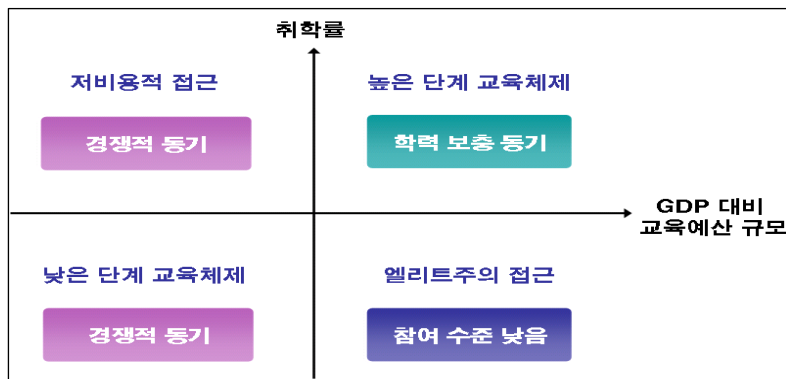 취학률
저비용적 접근
높은 단계 교육체제
경쟁적 동기
학력 보충 동기
GDP 대비
교육예산 규모
낮은 단계 교육체제
엘리트주의 접근
경쟁적 동기
참여 수준 낮음